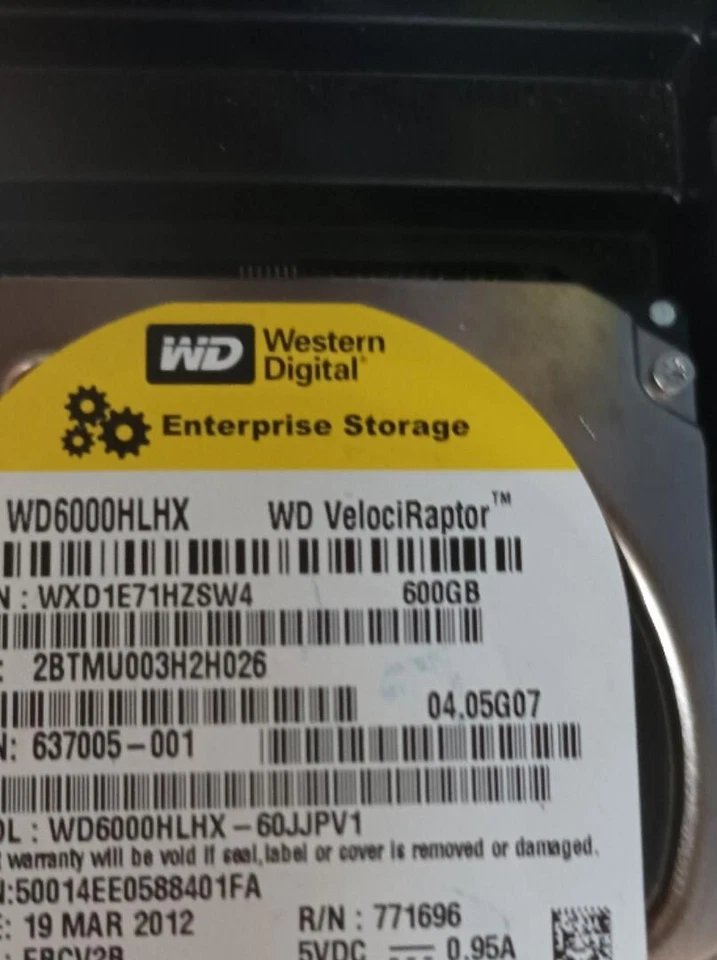 WD Western
Digital®
Enterprise Storage
WD6000HLHX WD VelociRaptor™
N : WXD1E71HZSW4 600GB
: 2BTMU003H2H026
04.05G07
N: 637005-001
DL : WD6000HLHX-60JJPV1
warranty will be void if seal,label or cover is removed or damaged.
N:50014EE0588401FA
E: 19 MAR 2012 R/N : 771696
: EBCV2B 5VDC 0.95A